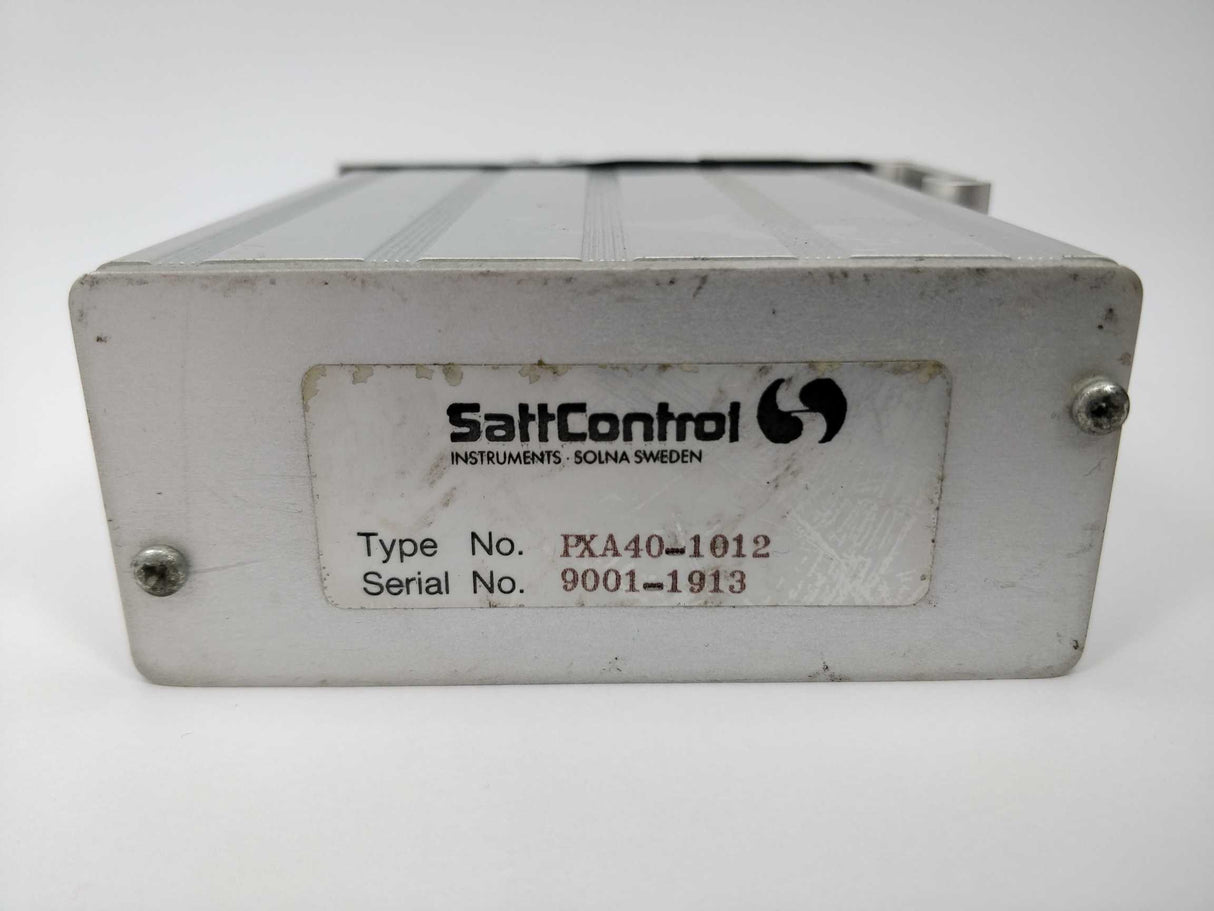 SattControl
INSTRUMENTS · SOLNA SWEDEN
Type No. PXA40-1012
Serial No. 9001-1913